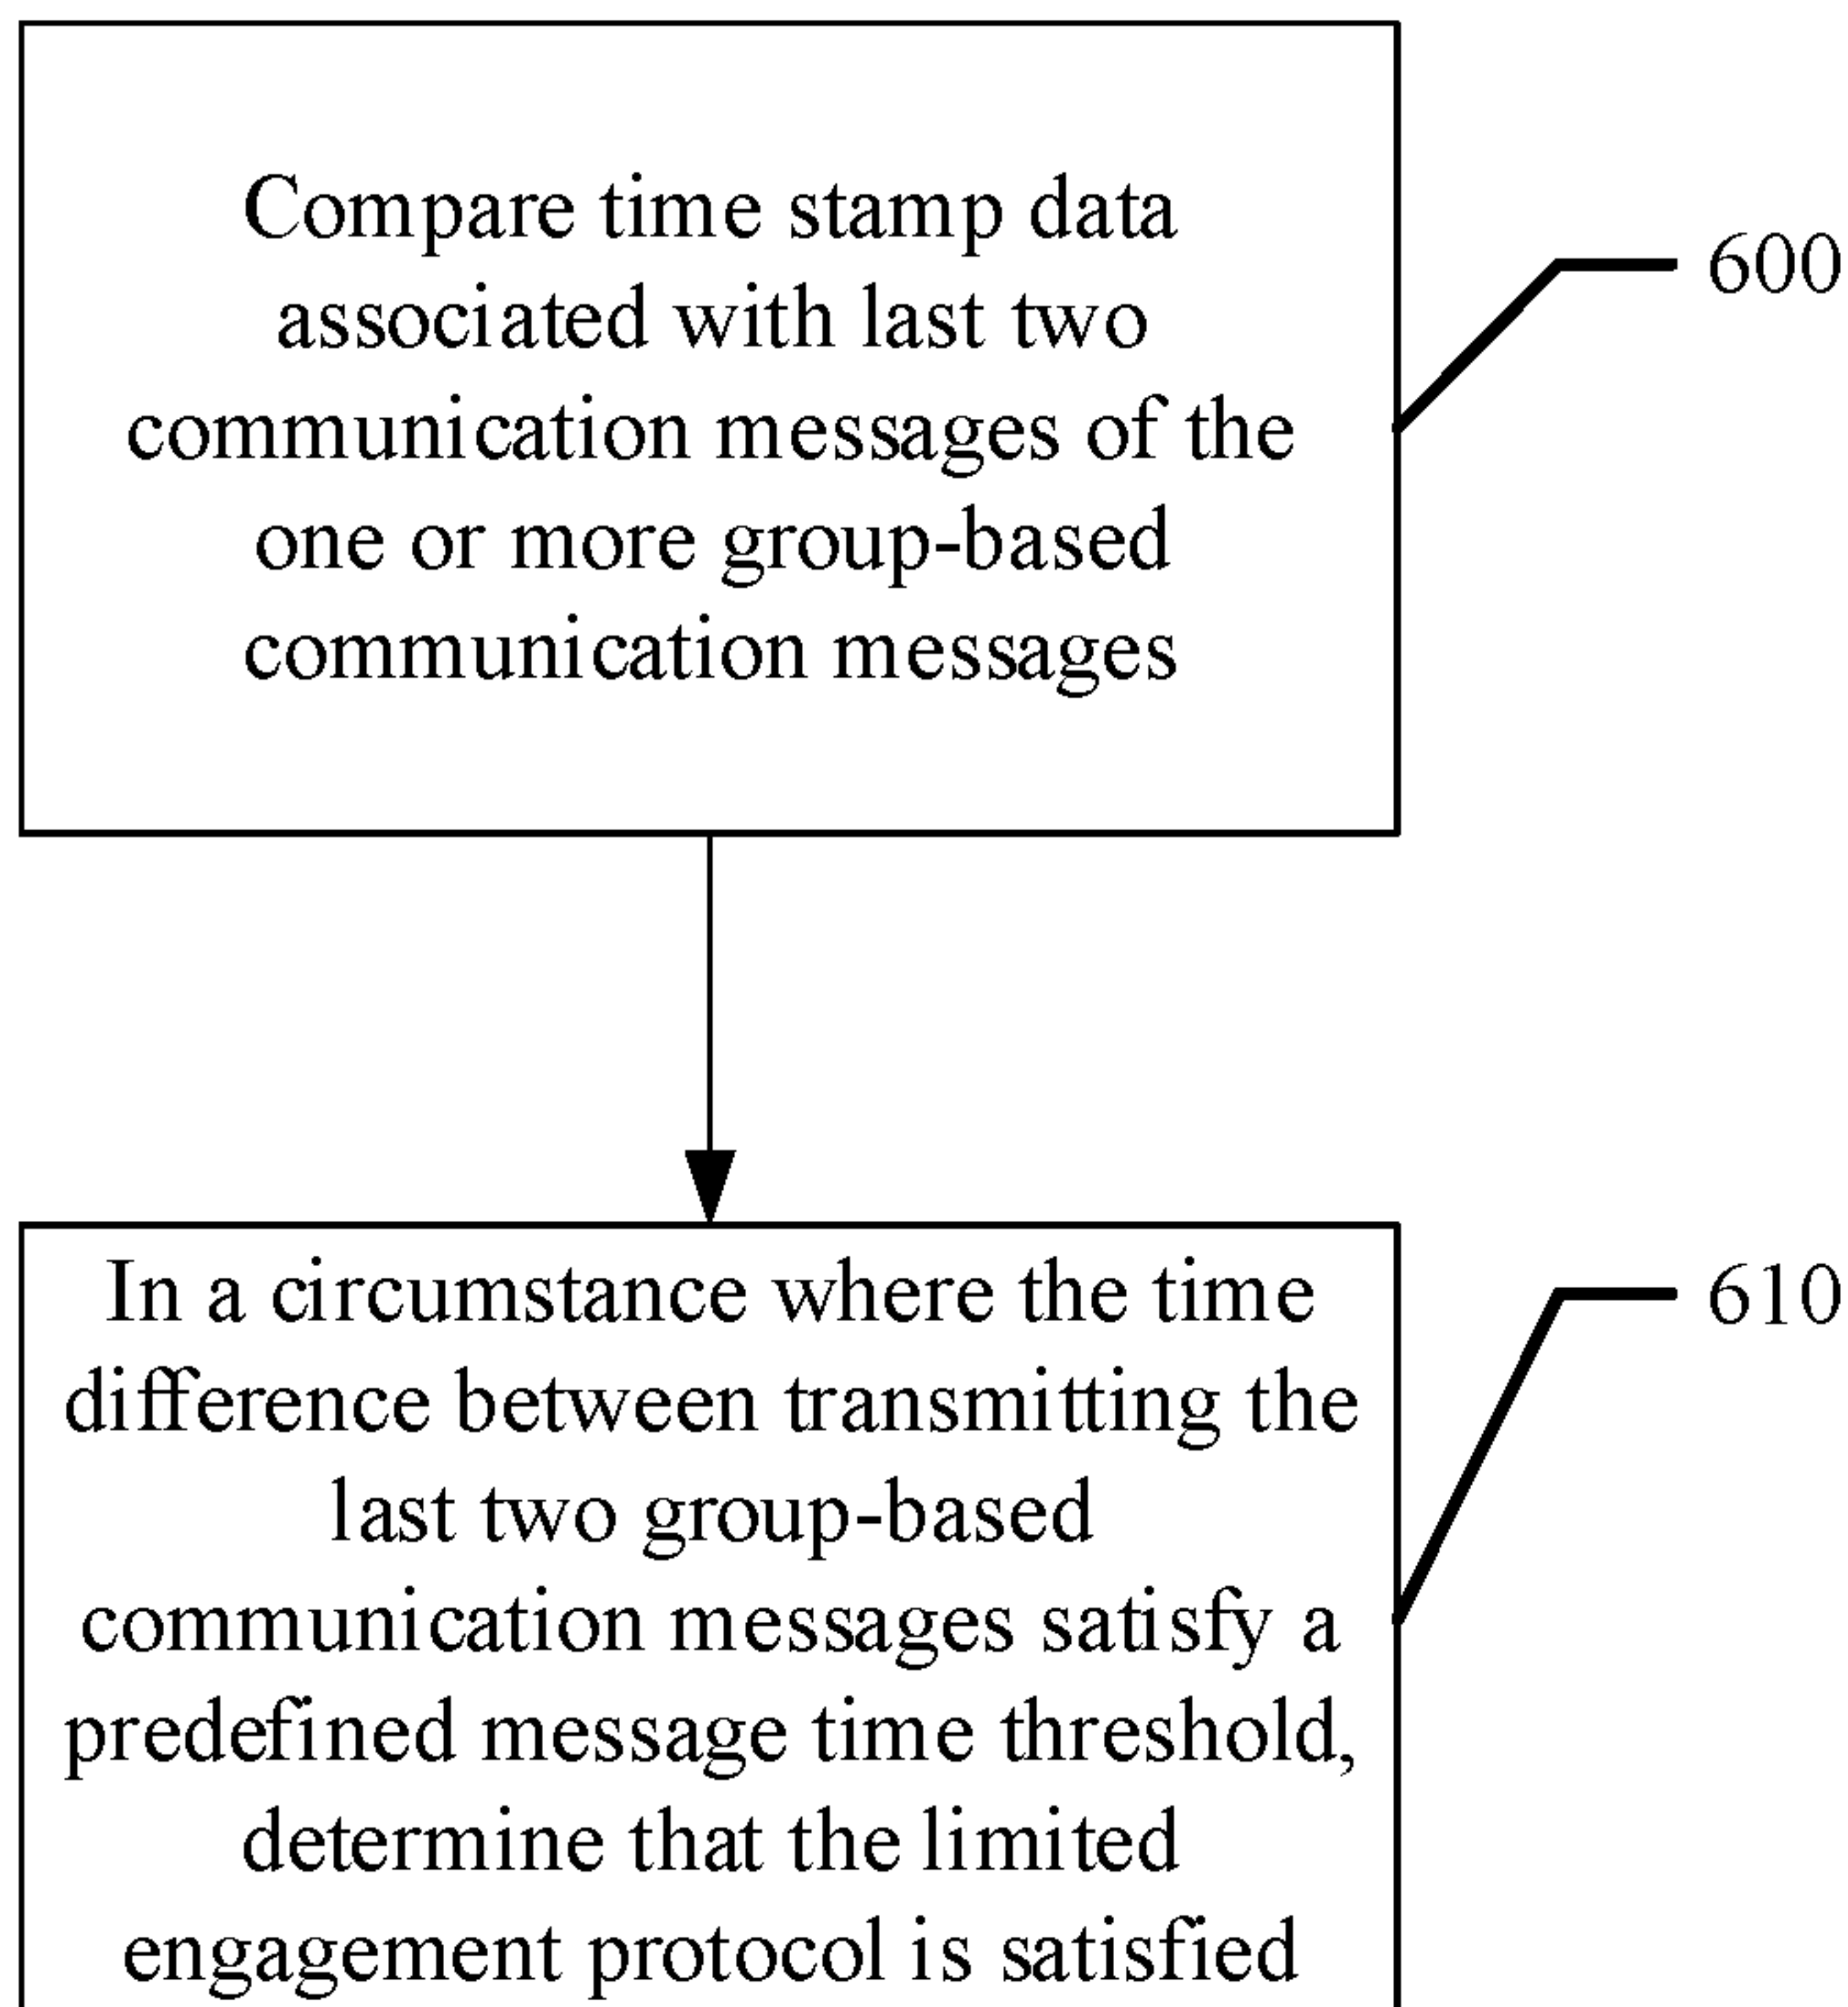 Compare time stamp data
associated with last two
communication messages of the
one or more group-based
communication messages
600
In a circumstance where the time
difference between transmitting the
last two group-based
communication messages satisfy a
predefined message time threshold,
determine that the limited
engagement protocol is satisfied
610